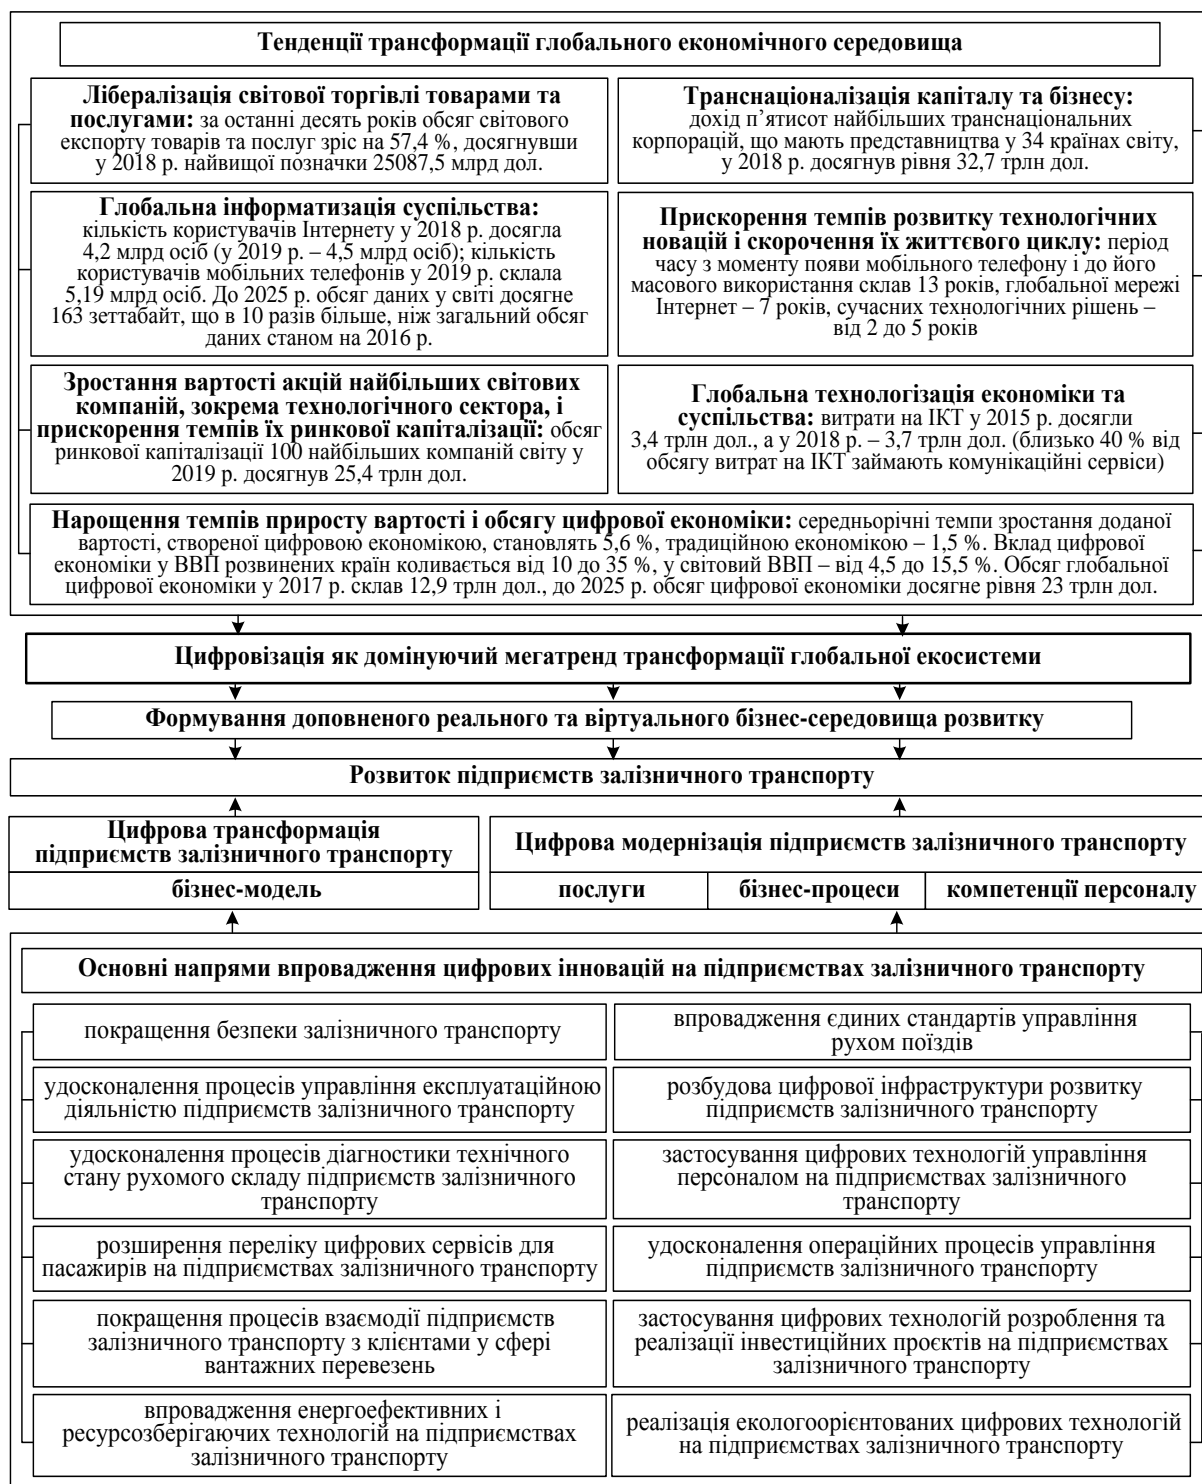 Тенденції трансформації глобального економічного середовища
Лібералізація світової торгівлі товарами та
послугами: за останні десять років обсяг світового
експорту товарів та послуг зріс на 57,4 %, досягнувши
у 2018 р. найвищої позначки 25087,5 млрд дол.
Транснаціоналізація капіталу та бізнесу:
дохід п’ятисот найбільших транснаціональних
корпорацій, що мають представництва у 34 країнах світу,
у 2018 р. досягнув рівня 32,7 трлн дол.
Глобальна інформатизація суспільства:
кількість користувачів Інтернету у 2018 р. досягла
4,2 млрд осіб (у 2019 р. – 4,5 млрд осіб); кількість
користувачів мобільних телефонів у 2019 р. склала
5,19 млрд осіб. До 2025 р. обсяг даних у світі досягне
163 зеттабайт, що в 10 разів більше, ніж загальний обсяг
даних станом на 2016 р.
Прискорення темпів розвитку технологічних
новацій і скорочення їх життєвого циклу: період
часу з моменту появи мобільного телефону і до його
масового використання склав 13 років, глобальної мережі
Інтернет – 7 років, сучасних технологічних рішень –
від 2 до 5 років
Зростання вартості акцій найбільших світових
компаній, зокрема технологічного сектора, і
прискорення темпів їх ринкової капіталізації: обсяг
ринкової капіталізації 100 найбільших компаній світу у
2019 р. досягнув 25,4 трлн дол.
Глобальна технологізація економіки та
суспільства: витрати на ІКТ у 2015 р. досягли
3,4 трлн дол., а у 2018 р. – 3,7 трлн дол. (близько 40 % від
обсягу витрат на ІКТ займають комунікаційні сервіси)
Нарощення темпів приросту вартості і обсягу цифрової економіки: середньорічні темпи зростання доданої
вартості, створеної цифровою економікою, становлять 5,6 %, традиційною економікою – 1,5 %. Вклад цифрової
економіки у ВВП розвинених країн коливається від 10 до 35 %, у світовий ВВП – від 4,5 до 15,5 %. Обсяг глобальної
цифрової економіки у 2017 р. склав 12,9 трлн дол., до 2025 р. обсяг цифрової економіки досягне рівня 23 трлн дол.
Цифровізація як домінуючий мегатренд трансформації глобальної екосистеми
Формування доповненого реального та віртуального бізнес-середовища розвитку
Розвиток підприємств залізничного транспорту
Цифрова трансформація
підприємств залізничного транспорту
бізнес-модель
Цифрова модернізація підприємств залізничного транспорту
послуги бізнес-процеси компетенції персоналу
Основні напрями впровадження цифрових інновацій на підприємствах залізничного транспорту
покращення безпеки залізничного транспорту
впровадження єдиних стандартів управління
рухом поїздів
удосконалення процесів управління експлуатаційною
діяльністю підприємств залізничного транспорту
розбудова цифрової інфраструктури розвитку
підприємств залізничного транспорту
удосконалення процесів діагностики технічного
стану рухомого складу підприємств залізничного
транспорту
застосування цифрових технологій управління
персоналом на підприємствах залізничного
транспорту
розширення переліку цифрових сервісів для
пасажирів на підприємствах залізничного транспорту
удосконалення операційних процесів управління
підприємств залізничного транспорту
покращення процесів взаємодії підприємств
залізничного транспорту з клієнтами у сфері
вантажних перевезень
застосування цифрових технологій розроблення та
реалізації інвестиційних проєктів на підприємствах
залізничного транспорту
впровадження енергоефективних і
ресурсозберігаючих технологій на підприємствах
залізничного транспорту
реалізація екологоорієнтованих цифрових технологій
на підприємствах залізничного транспорту